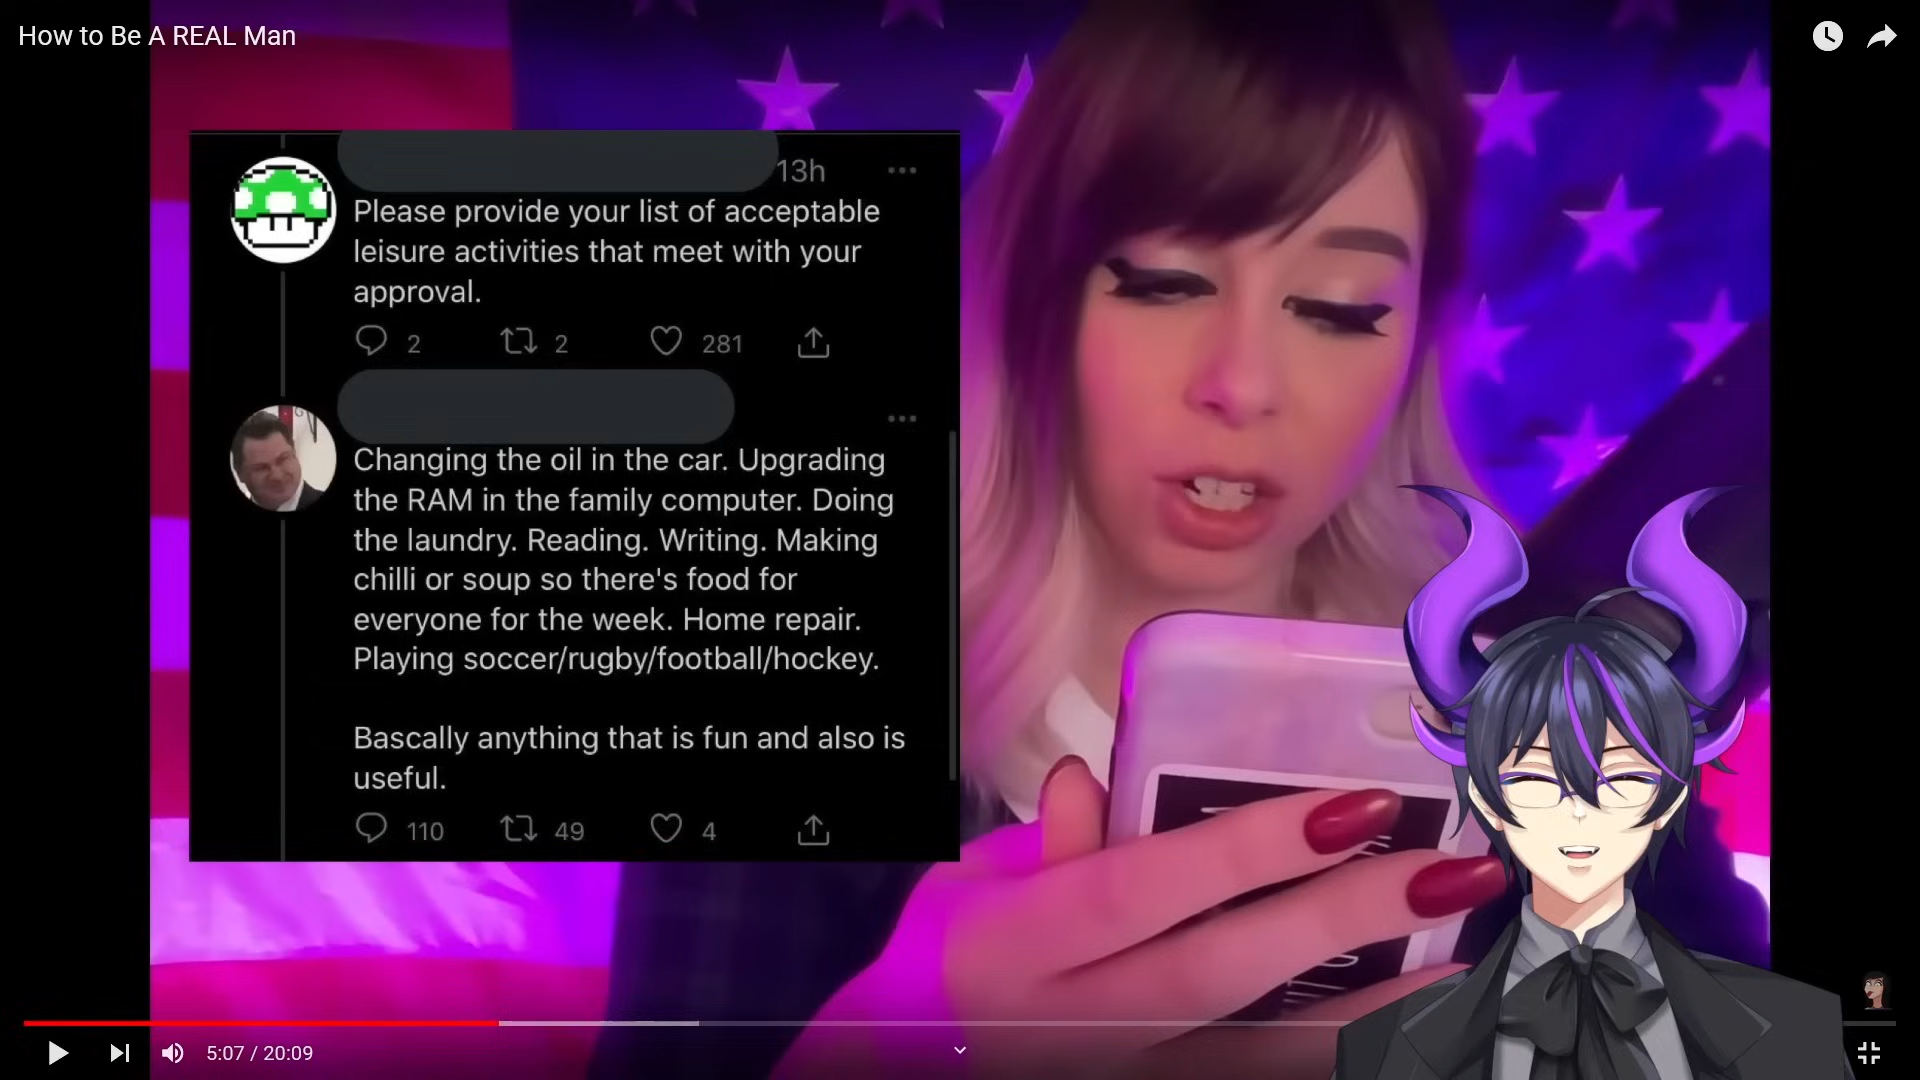 How to Be A REAL Man
13h
Please provide your list of acceptable
leisure activities that meet with your
approval.
2 2 281
Changing the oil in the car. Upgrading
the RAM in the family computer. Doing
the laundry. Reading. Writing. Making
chilli or soup so there's food for
everyone for the week. Home repair.
Playing soccer/rugby/football/hockey.
Bascally anything that is fun and also is
useful.
110 49 4
5:07 / 20:09